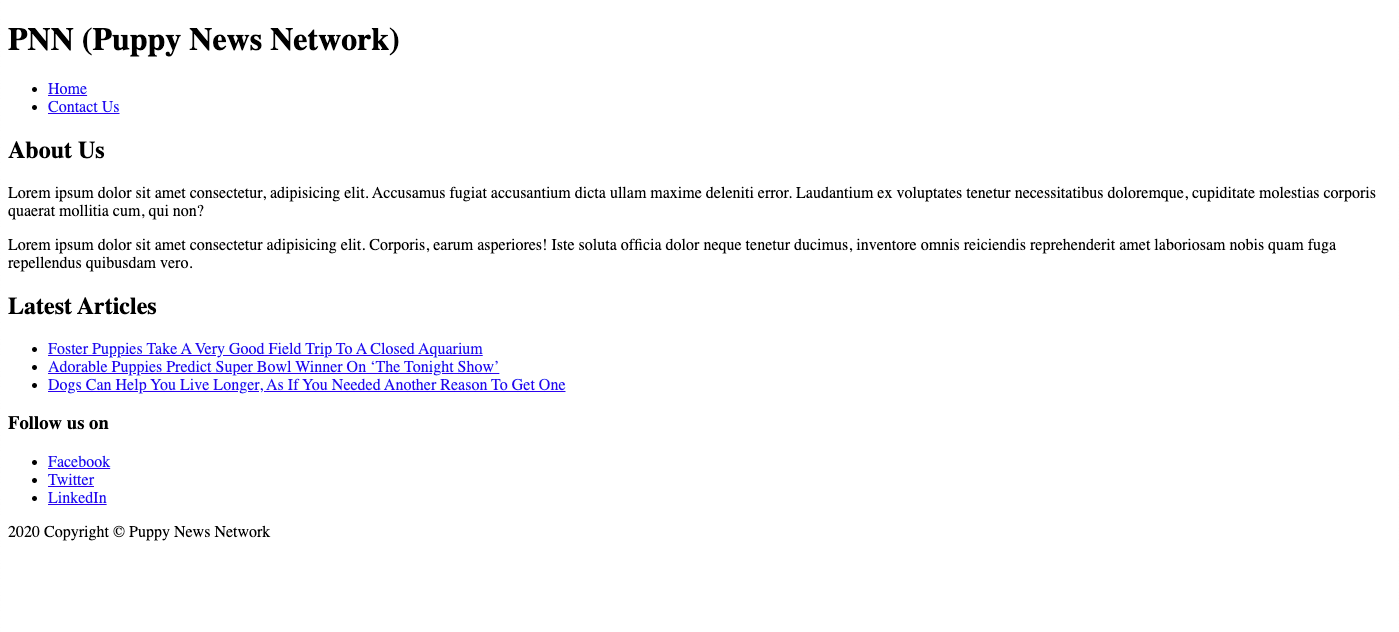 PNN (Puppy News Network)
Home
Contact Us
About Us
Lorem ipsum dolor sit amet consectetur, adipisicing elit. Accusamus fugiat accusantium dicta ullam maxime deleniti error. Laudantium ex voluptates tenetur necessitatibus doloremque, cupiditate molestias corporis
quaerat mollitia cum, qui non?
Lorem ipsum dolor sit amet consectetur adipisicing elit. Corporis, earum asperiores! Iste soluta officia dolor neque tenetur ducimus, inventore omnis reiciendis reprehenderit amet laboriosam nobis quam fuga
repellendus quibusdam vero.
Latest Articles
Foster Puppies Take A Very Good Field Trip To A Closed Aquarium
Adorable Puppies Predict Super Bowl Winner On ‘The Tonight Show’
Dogs Can Help You Live Longer, As If You Needed Another Reason To Get One
Follow us on
Facebook
Twitter
LinkedIn
2020 Copyright © Puppy News Network